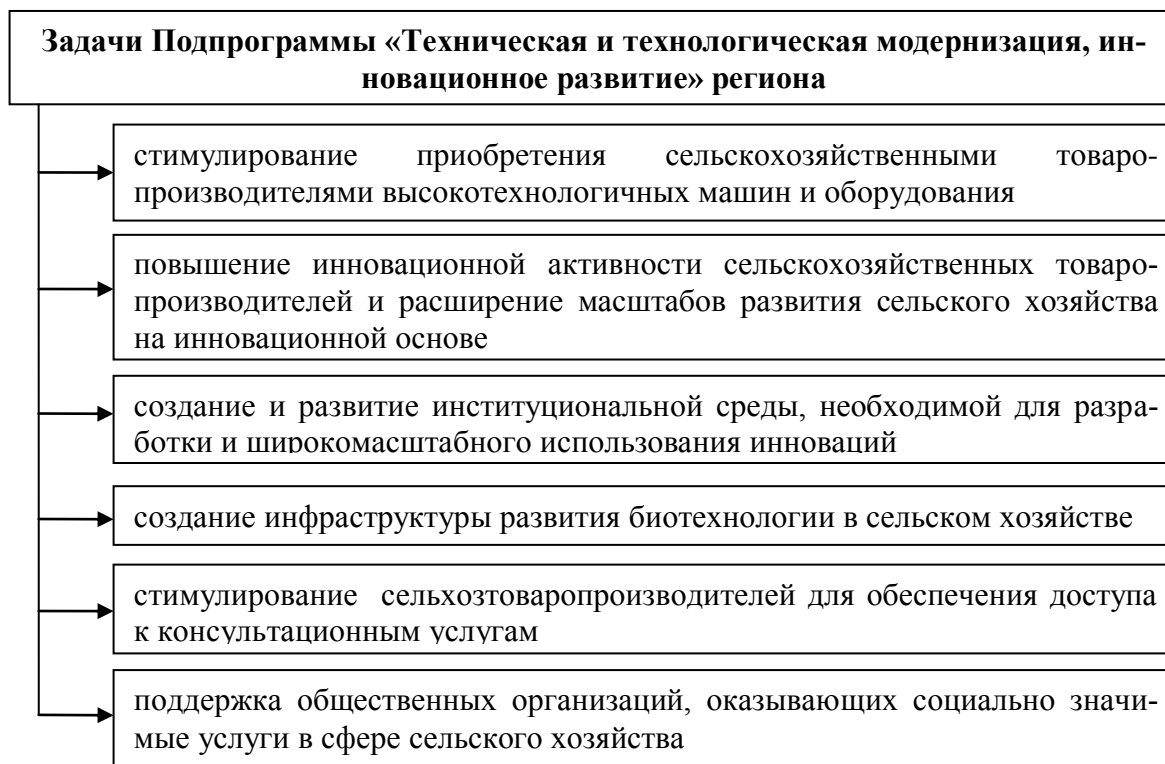 Задачи Подпрограммы «Техническая и технологическая модернизация, ин-
новационное развитие» региона
стимулирование приобретения сельскохозяйственными товаро-
производителями высокотехнологичных машин и оборудования
повышение инновационной активности сельскохозяйственных товаро-
производителей и расширение масштабов развития сельского хозяйства
на инновационной основе
создание и развитие институциональной среды, необходимой для разра-
ботки и широкомасштабного использования инноваций
создание инфраструктуры развития биотехнологии в сельском хозяйстве
стимулирование сельхозтоваропроизводителей для обеспечения доступа
к консультационным услугам
поддержка общественных организаций, оказывающих социально значи-
мые услуги в сфере сельского хозяйства